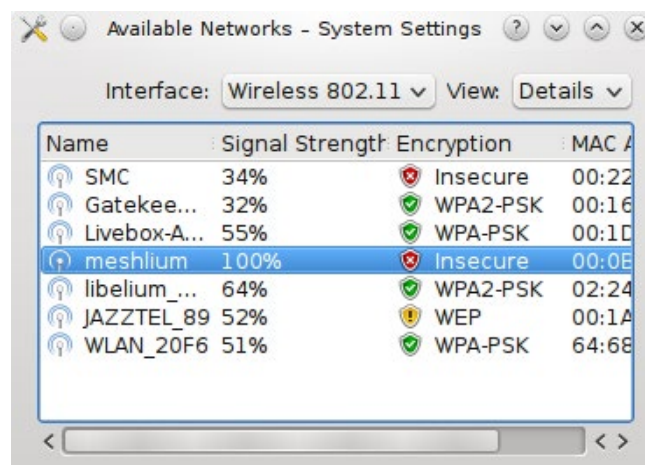 Available Networks – System Settings
Interface: Wireless 802.11 View: Details
Name Signal Strength Encryption MAC A
SMC 34% Insecure 00:22
Gatekee... 32% WPA2-PSK 00:16
Livebox-A... 55% WPA-PSK 00:1D
meshlium 100% Insecure 00:0B
libelium_... 64% WPA2-PSK 02:24
JAZZTEL_89 52% WEP 00:1A
WLAN_20F6 51% WPA-PSK 64:68